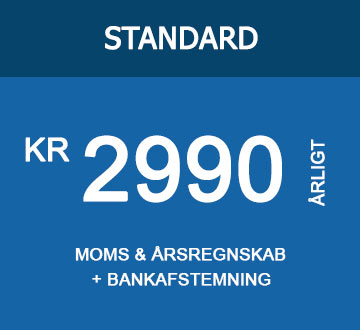 STANDARD
KR 2990 ÅRLIGT
MOMS & ÅRSREGNSKAB
+ BANKAFSTEMNING